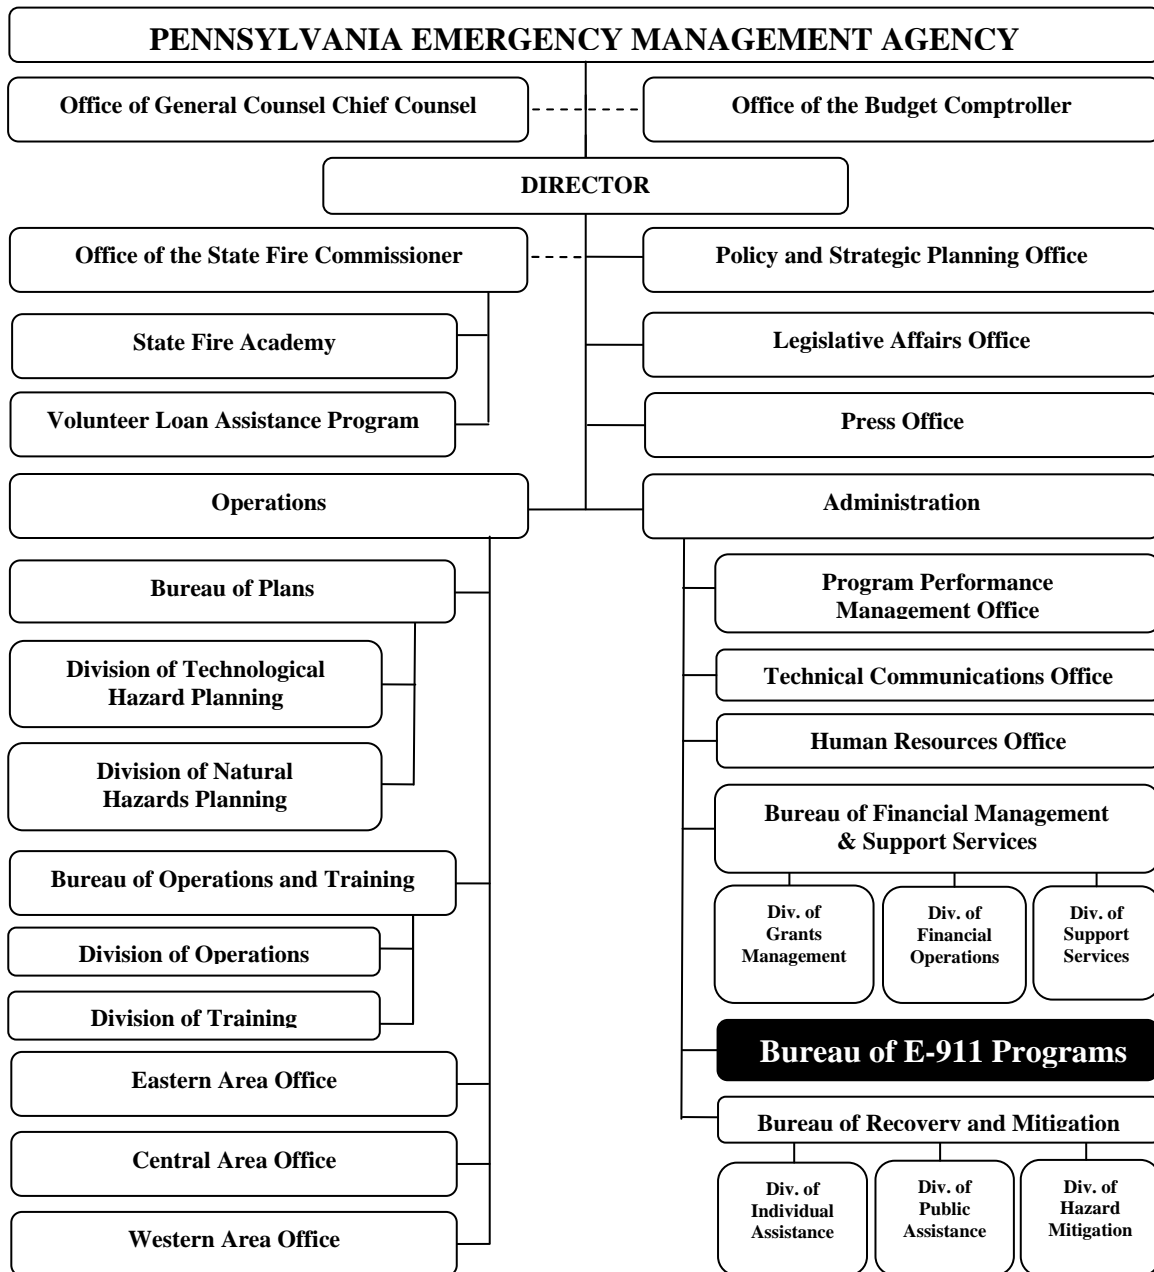 PENNSYLVANIA EMERGENCY MANAGEMENT AGENCY
Office of General Counsel Chief Counsel
Office of the Budget Comptroller
DIRECTOR
Office of the State Fire Commissioner
Policy and Strategic Planning Office
State Fire Academy
Legislative Affairs Office
Volunteer Loan Assistance Program
Press Office
Operations
Administration
Bureau of Plans
Division of Technological
Hazard Planning
Division of Natural
Hazards Planning
Bureau of Operations and Training
Division of Operations
Division of Training
Eastern Area Office
Central Area Office
Western Area Office
Program Performance
Management Office
Technical Communications Office
Human Resources Office
Bureau of Financial Management
& Support Services
Div. of
Grants
Management
Div. of
Financial
Operations
Div. of
Support
Services
Bureau of E-911 Programs
Bureau of Recovery and Mitigation
Div. of
Individual
Assistance
Div. of
Public
Assistance
Div. of
Hazard
Mitigation